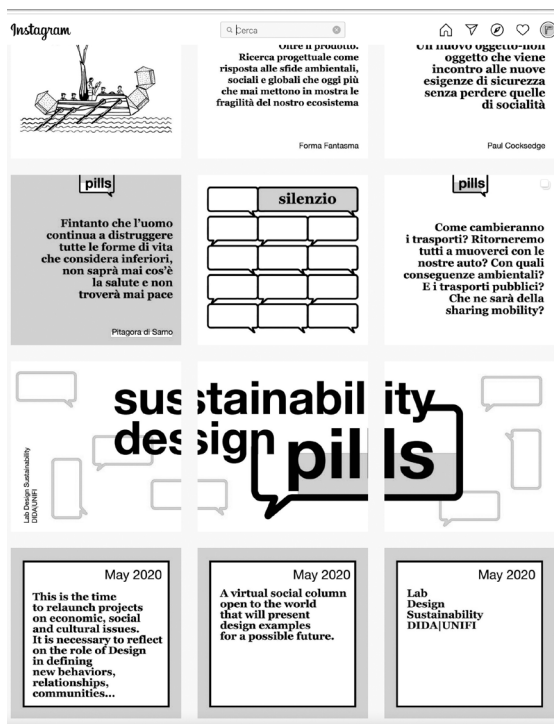 Instagram
Cerca
Oltre il prodotto.
Ricerca progettuale come
risposta alle sfide ambientali,
sociali e globali che oggi più
che mai mettono in mostra le
fragilità del nostro ecosistema
Forma Fantasma
Un nuovo oggetto-non
oggetto che viene
incontro alle nuove
esigenze di sicurezza
senza perdere quelle
di socialità
Paul Cocksedge
pills
Fintanto che l'uomo
continua a distruggere
tutte le forme di vita
che considera inferiori,
non saprà mai cos'è
la salute e non
troverà mai pace
Pitagora di Samo
silenzio
pills
Come cambieranno
i trasporti? Ritorneremo
tutti a muoverci con le
nostre auto? Con quali
conseguenze ambientali?
E i trasporti pubblici?
Che ne sarà della
sharing mobility?
sustainability
design
pills
Lab Design Sustainability
DIDA|UNIFI
May 2020
This is the time
to relaunch projects
on economic, social
and cultural issues.
It is necessary to reflect
on the role of Design
in defining
new behaviors,
relationships,
communities...
May 2020
A virtual social column
open to the world
that will present
design examples
for a possible future.
May 2020
Lab
Design
Sustainability
DIDA|UNIFI